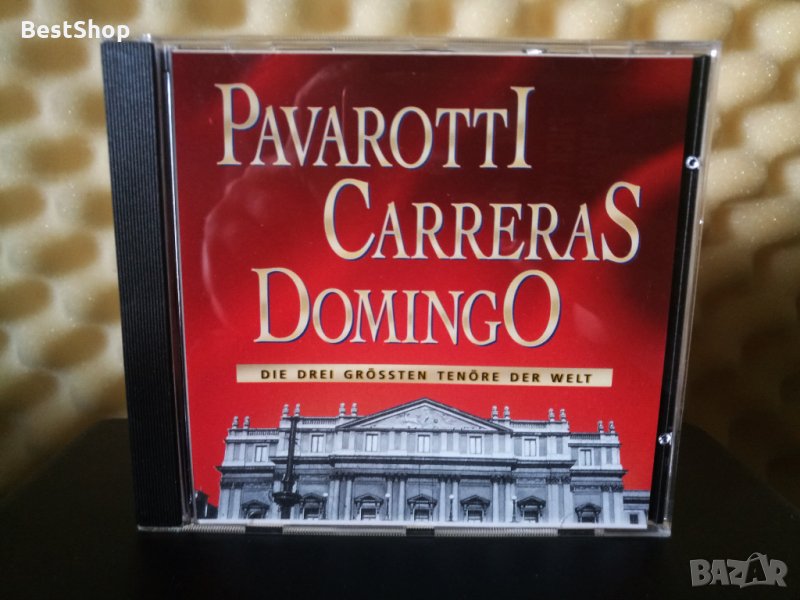 BestShop
PAVAROTTI
CARRERAS
DOMINGO
DIE DREI GRÖSSTEN TENÖRE DER WELT
BAZAR